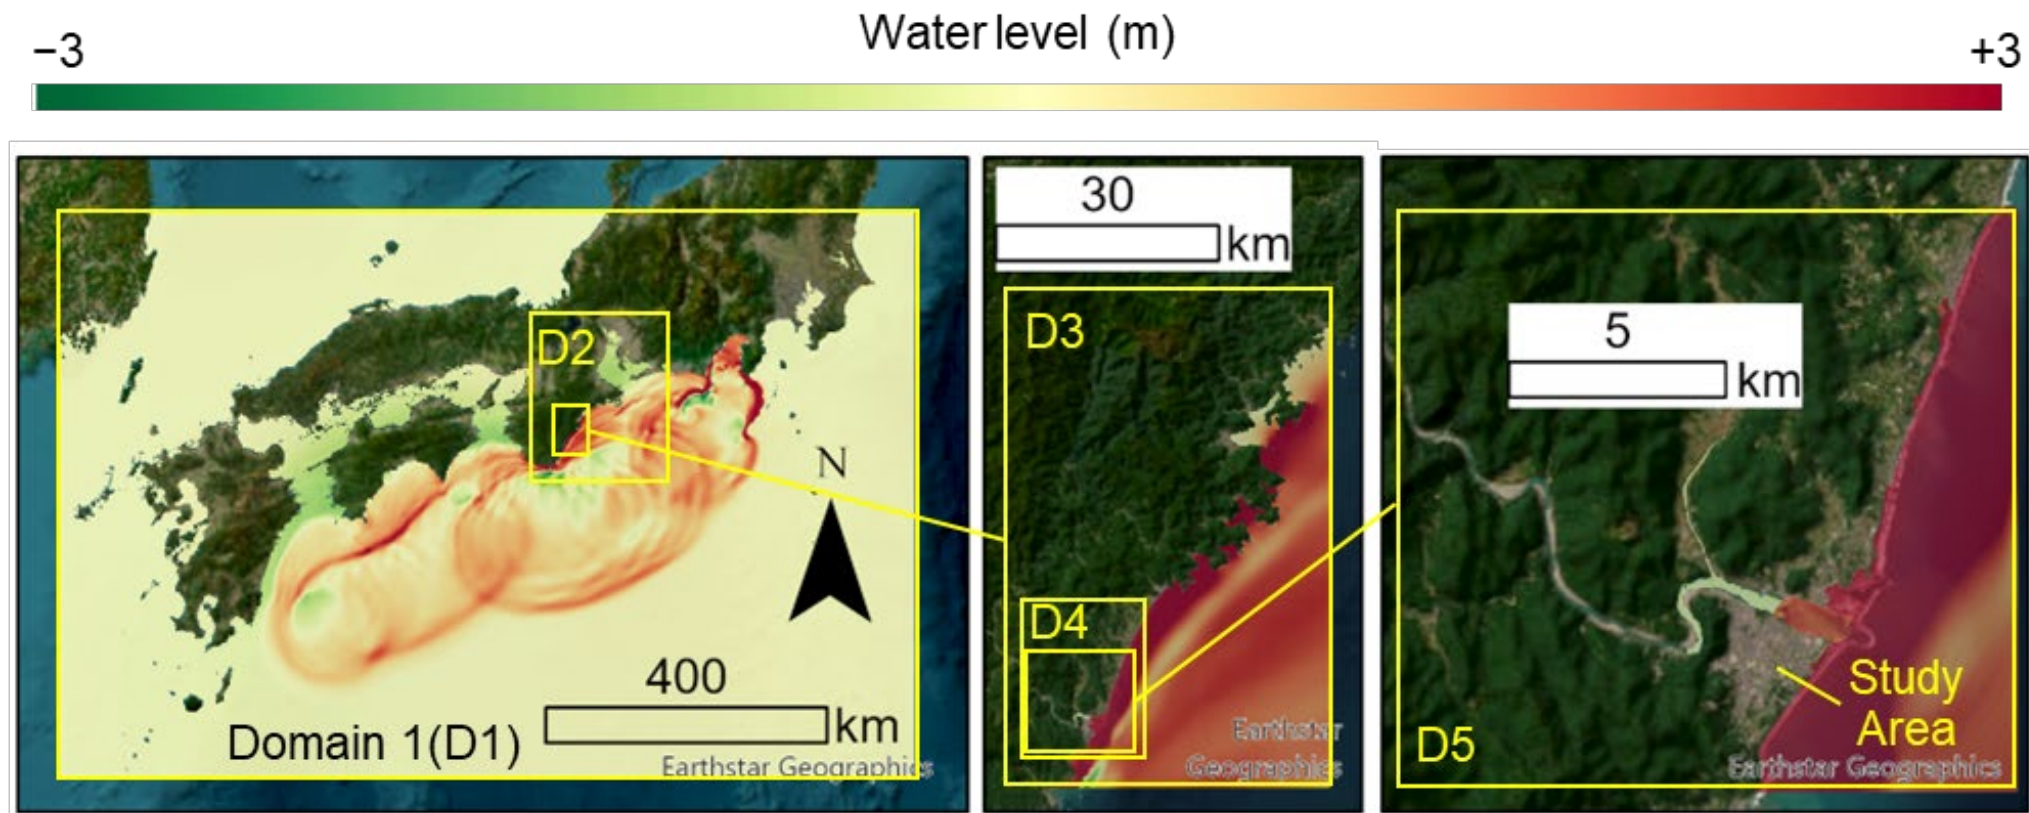 Water level (m)
−3
+3
D2
N
400
km
Domain 1(D1)
Earthstar Geographics
30
km
D3
D4
Earthstar
Geographics
5
km
Study
Area
D5
Earthstar Geographics